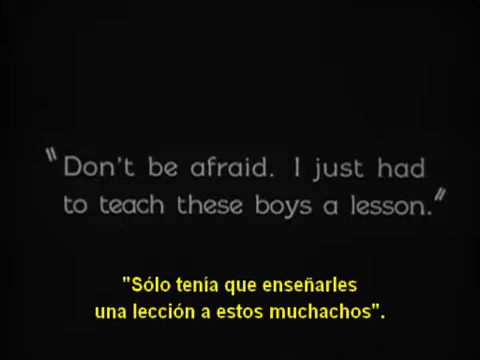 "Don't be afraid. I just had
to teach these boys a lesson."
"Sólo tenía que enseñarles
una lección a estos muchachos".